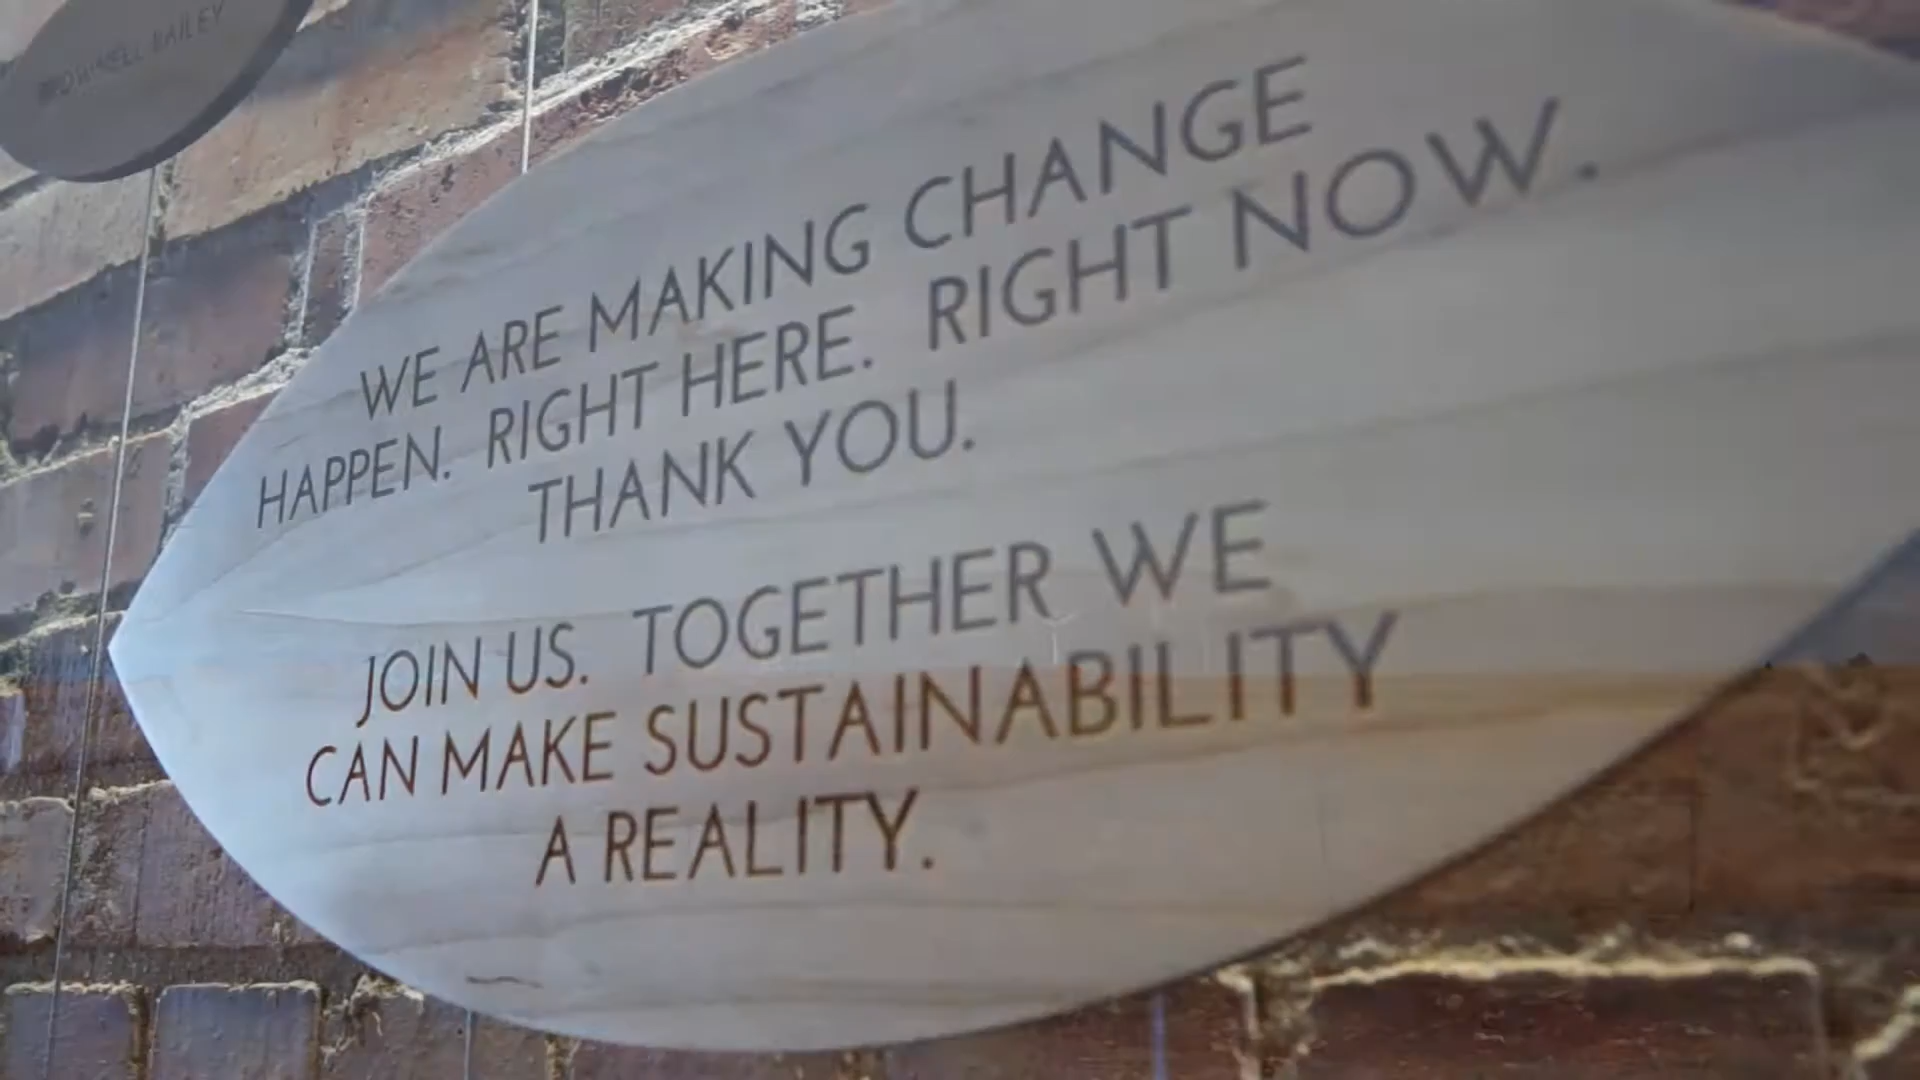 WE ARE MAKING CHANGE
HAPPEN. RIGHT HERE. RIGHT NOW.
THANK YOU.
JOIN US. TOGETHER WE
CAN MAKE SUSTAINABILITY
A REALITY.
BAILEY